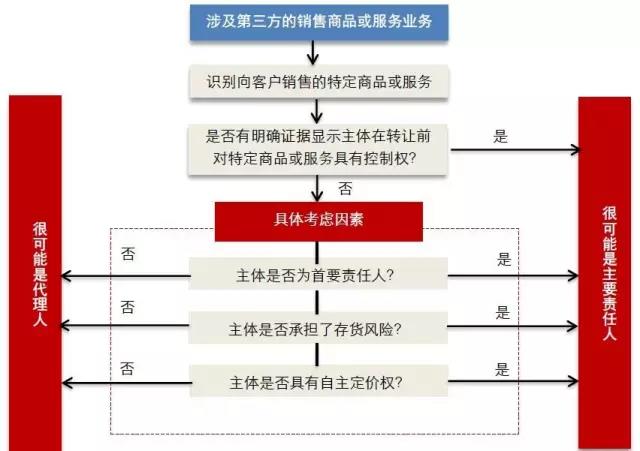 涉及第三方的销售商品或服务业务
识别向客户销售的特定商品或服务
是否有明确证据显示主体在转让前
对特定商品或服务具有控制权?
是
否
具体考虑因素
否
主体是否为首要责任人?
是
否
主体是否承担了存货风险?
是
否
主体是否具有自主定价权?
是
很可能是代理人
很可能是主要责任人